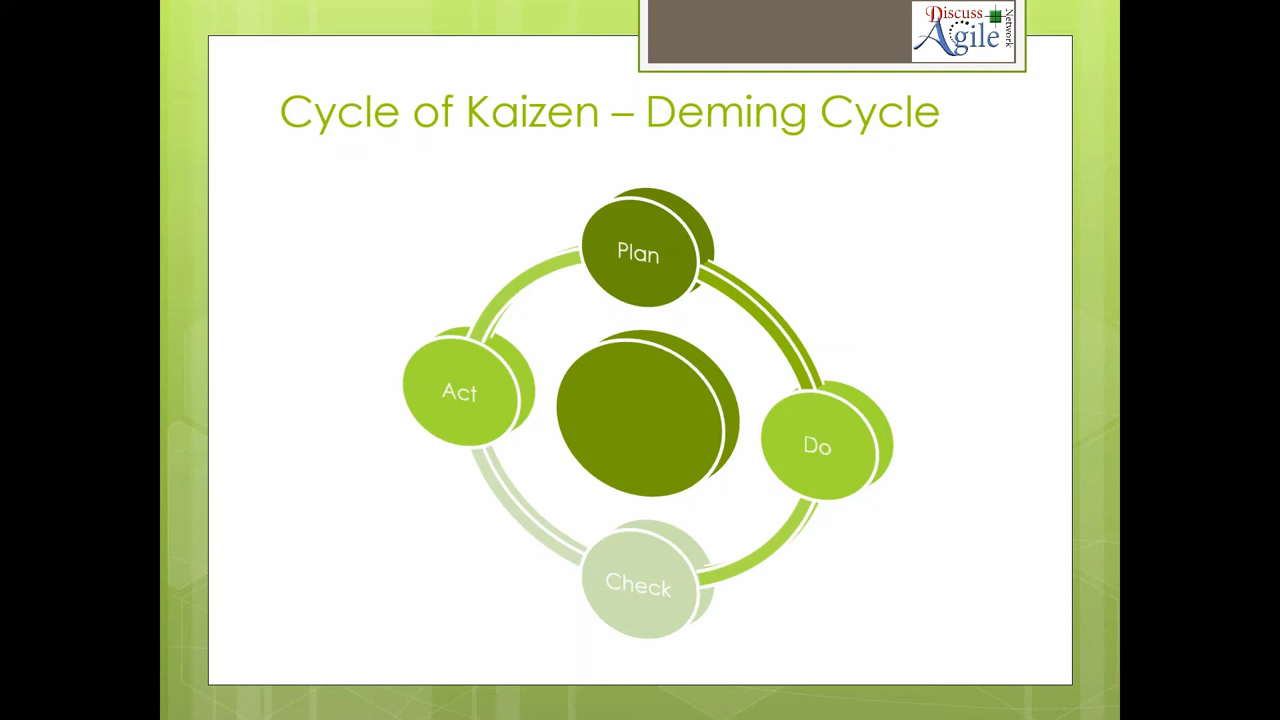 Discuss
Agile
Network
Cycle of Kaizen – Deming Cycle
Plan
Act
Do
Check